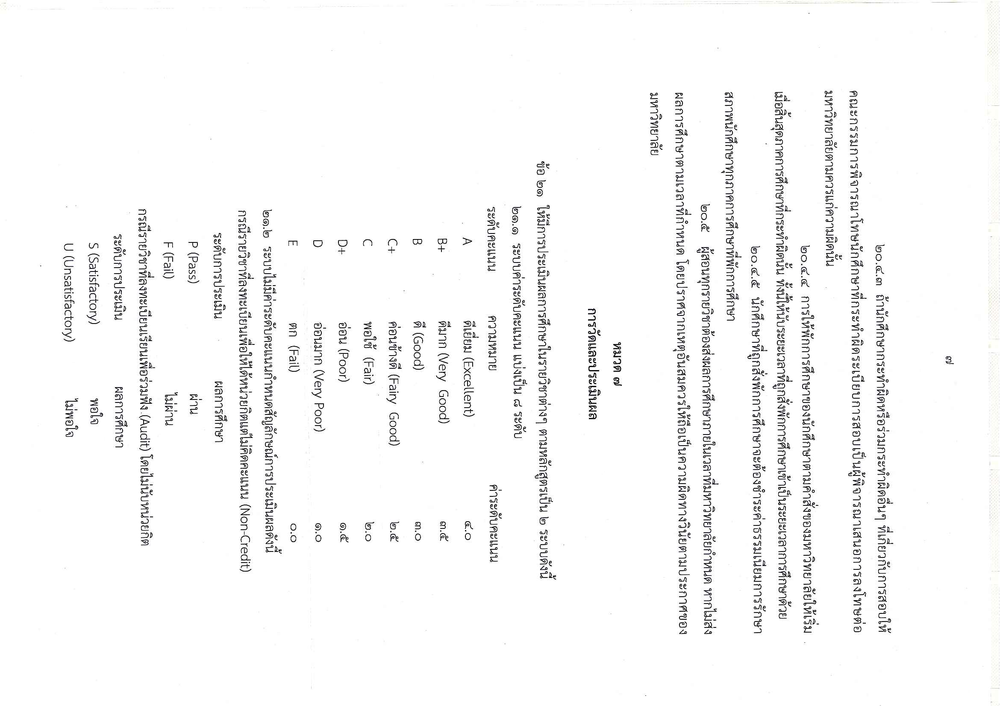 ๗
๒๐.๔.๓ ถ้านักศึกษากระทำผิดหรือร่วมกระทำผิดอื่นๆ ที่เกี่ยวกับการสอบให้
คณะกรรมการพิจารณาโทษนักศึกษาที่กระทำผิดระเบียบการสอบเป็นผู้พิจารณาเสนอการลงโทษต่อ
มหาวิทยาลัยตามควรแก่ความผิดนั้น
๒๐.๔.๔ การให้พักการศึกษาของนักศึกษาตามคำสั่งของมหาวิทยาลัยให้เริ่ม
เมื่อสิ้นสุดภาคการศึกษาที่กระทำผิดนั้น ทั้งนี้ให้นับระยะเวลาที่ถูกสั่งพักการศึกษาเข้าเป็นระยะเวลาการศึกษาด้วย
๒๐.๔.๕ นักศึกษาที่ถูกสั่งพักการศึกษาจะต้องชำระค่าธรรมเนียมการรักษา
สภาพนักศึกษาทุกภาคการศึกษาที่พักการศึกษา
๒๐.๕ ผู้สอนทุกรายวิชาต้องส่งผลการศึกษาภายในเวลาที่มหาวิทยาลัยกำหนด หากไม่ส่ง
ผลการศึกษาตามเวลาที่กำหนด โดยปราศจากเหตุอันสมควรให้ถือเป็นความผิดทางวินัยตามประกาศของ
มหาวิทยาลัย
หมวด ๗
การวัดและประเมินผล
ข้อ ๒๑ ให้มีการประเมินผลการศึกษาในรายวิชาต่างๆ ตามหลักสูตรเป็น ๒ ระบบดังนี้
๒๑.๑ ระบบค่าระดับคะแนน แบ่งเป็น ๘ ระดับ
ระดับคะแนน ความหมาย ค่าระดับคะแนน
A ดีเยี่ยม (Excellent) ๔.๐
B+ ดีมาก (Very Good) ๓.๕
B ดี (Good) ๓.๐
C+ ค่อนข้างดี (Fairy Good) ๒.๕
C พอใช้ (Fair) ๒.๐
D+ อ่อน (Poor) ๑.๕
D อ่อนมาก (Very Poor) ๑.๐
E ตก (Fail) ๐.๐
๒๑.๒ ระบบไม่มีค่าระดับคะแนนกำหนดสัญลักษณ์การประเมินผลดังนี้
กรณีรายวิชาที่ลงทะเบียนเพื่อให้ได้หน่วยกิตแต่ไม่คิดคะแนน (Non-Credit)
ระดับการประเมิน ผลการศึกษา
P (Pass) ผ่าน
F (Fail) ไม่ผ่าน
กรณีรายวิชาที่ลงทะเบียนเรียนเพื่อร่วมฟัง (Audit) โดยไม่นับหน่วยกิต
ระดับการประเมิน ผลการศึกษา
S (Satisfactory) พอใจ
U (Unsatisfactory) ไม่พอใจ